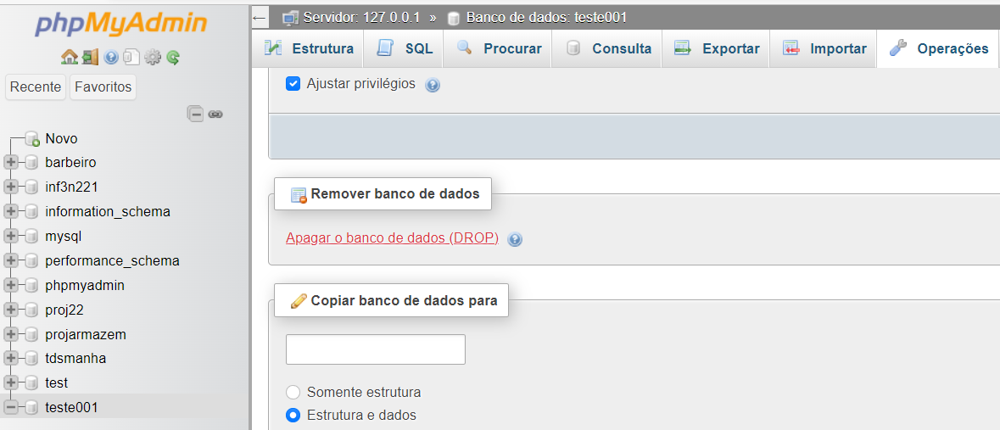 phpMyAdmin
Recente Favoritos
Novo
barbeiro
inf3n221
information_schema
mysql
performance_schema
phpmyadmin
proj22
projarmazem
tdsmanha
test
teste001
Servidor: 127.0.0.1 » Banco de dados: teste001
Estrutura SQL Procurar Consulta Exportar Importar Operações
Ajustar privilégios
Remover banco de dados
Apagar o banco de dados (DROP)
Copiar banco de dados para
Somente estrutura
Estrutura e dados